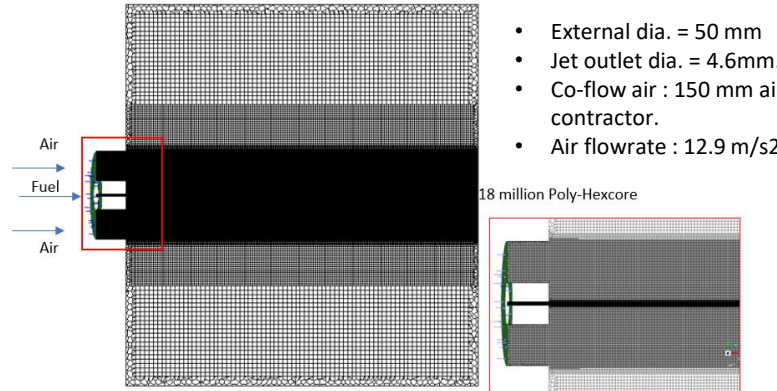 • External dia. = 50 mm
• Jet outlet dia. = 4.6mm.
• Co-flow air : 150 mm ai
contractor.
• Air flowrate : 12.9 m/s2
Air
Fuel
Air
18 million Poly-Hexcore